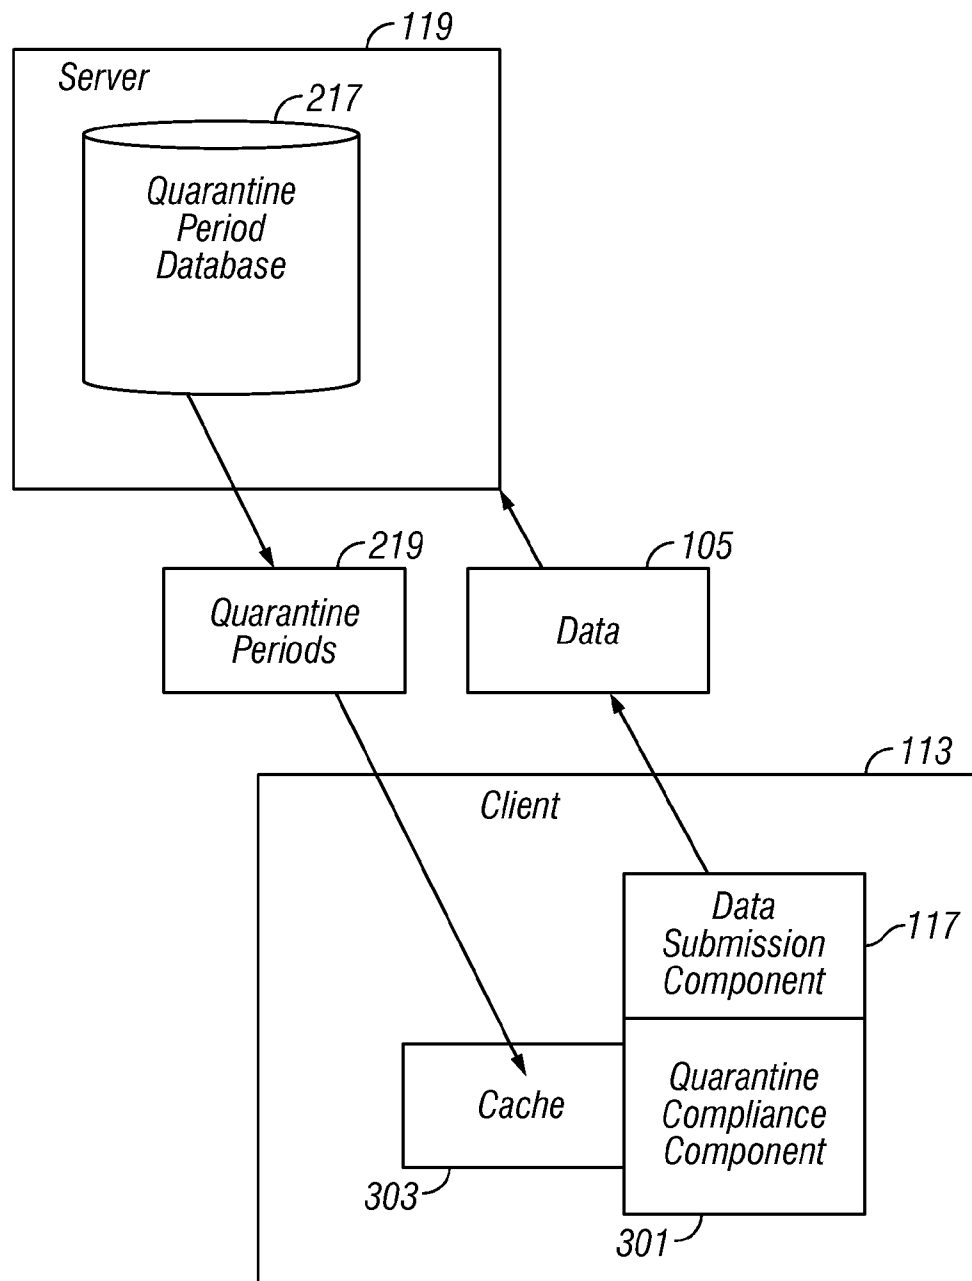 119
Server
217
Quarantine
Period
Database
219
105
Quarantine
Periods
Data
113
Client
Data
Submission
Component
117
Cache
Quarantine
Compliance
Component
303
301